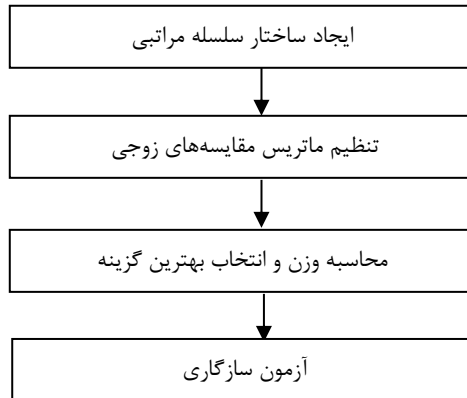 ایجاد ساختار سلسله مراتبی
تنظیم ماتریس مقایسه‌های زوجی
محاسبه وزن و انتخاب بهترین گزینه
آزمون سازگاری